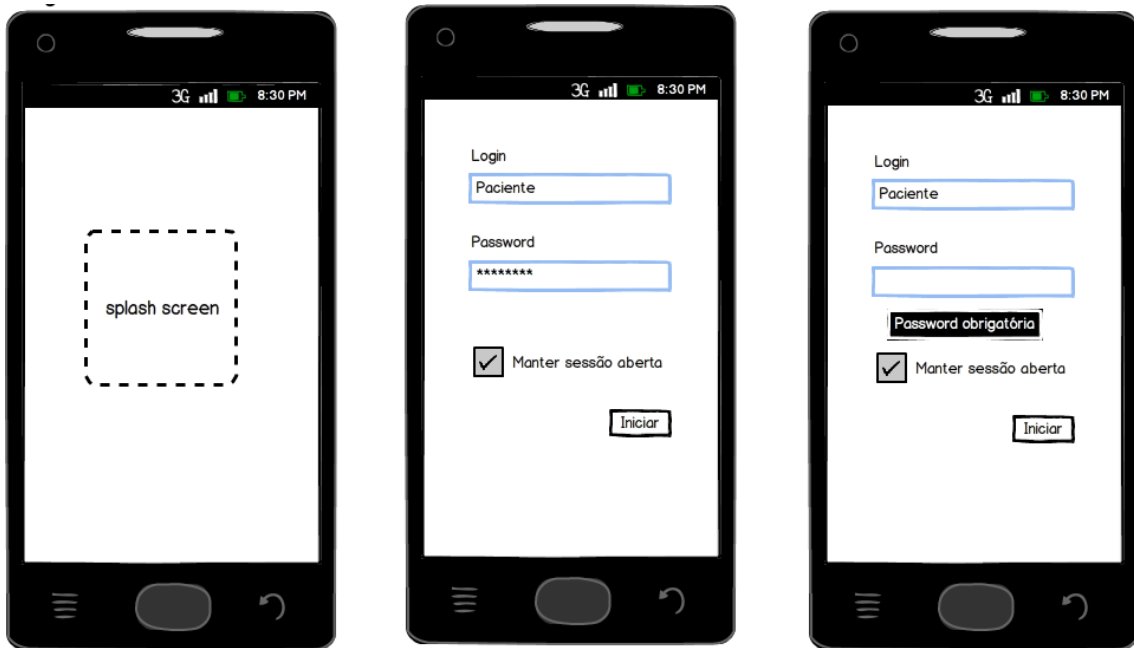 3G 8:30 PM
splash screen
3G 8:30 PM
Login
Paciente
Password
********
Manter sessão aberta
Iniciar
3G 8:30 PM
Login
Paciente
Password
Password obrigatória
Manter sessão aberta
Iniciar